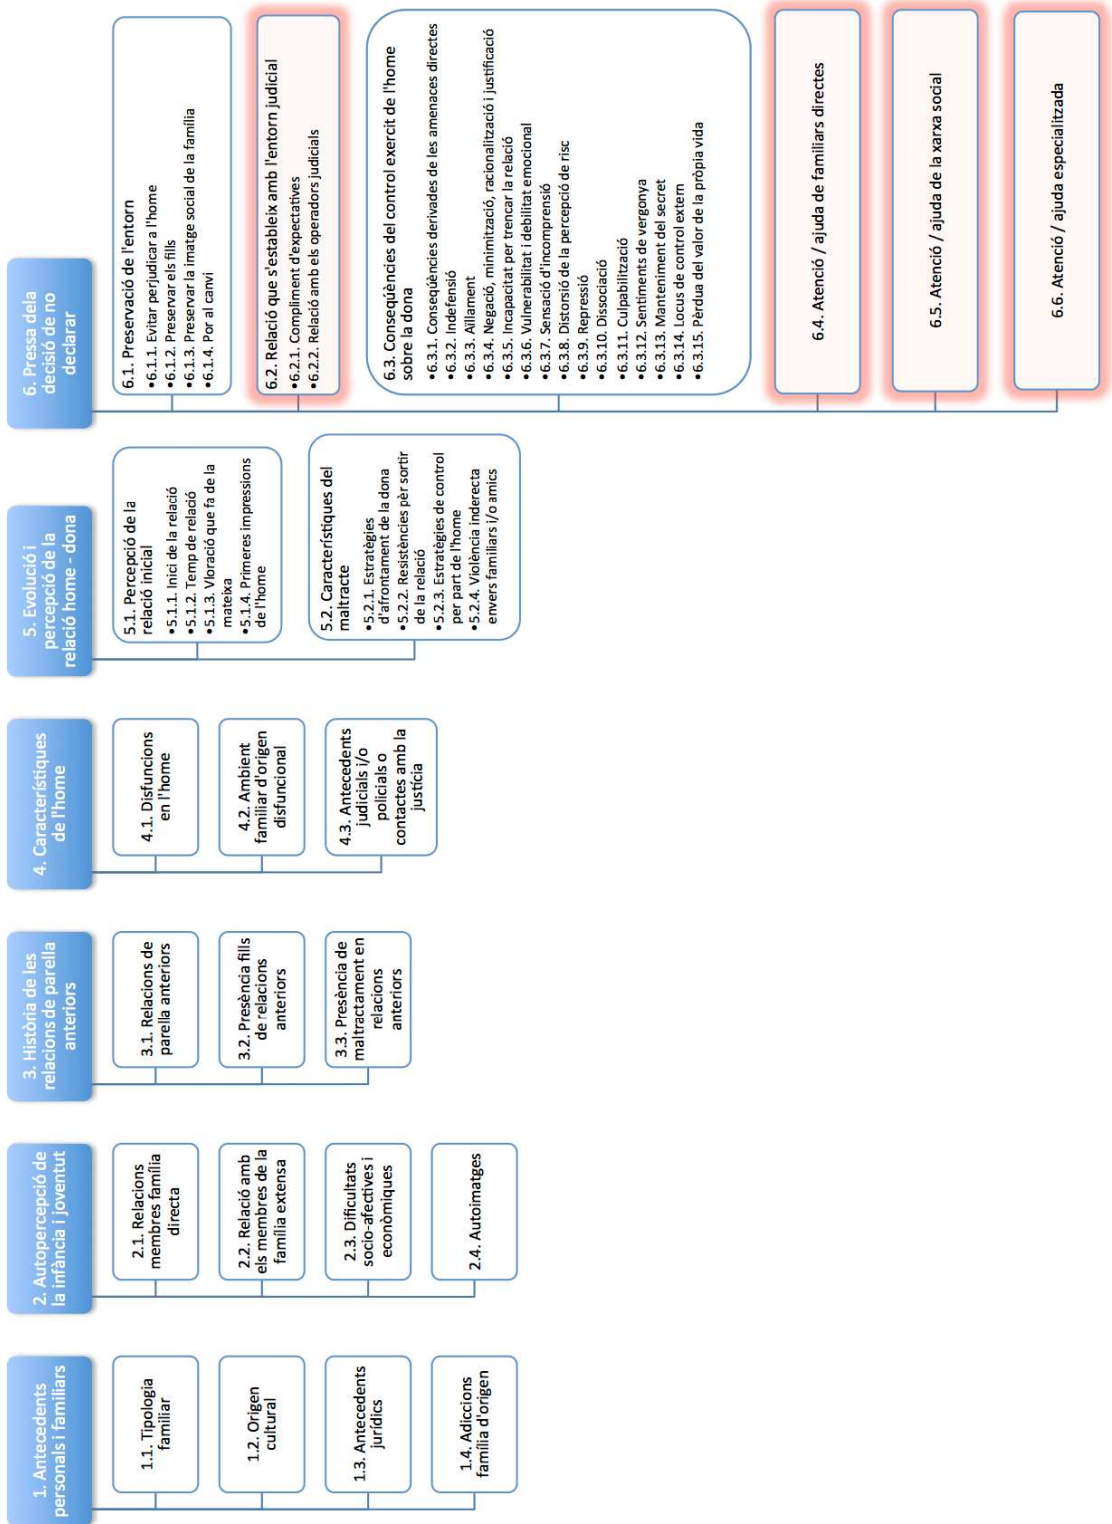 1. Antecedents
personals i familiars
1.1. Tipologia
familiar
1.2. Origen
cultural
1.3. Antecedents
jurídics
1.4. Adiccions
família d'origen
2. Autopercepció de
la infància i joventut
2.1. Relacions
membres família
directa
2.2. Relació amb
els membres de la
família extensa
2.3. Dificultats
socio-afectives i
econòmiques
2.4. Autoimatges
3. Història de les
relacions de parella
anteriors
3.1. Relacions de
parella anteriors
3.2. Presència fills
de relacions
anteriors
3.3. Presència de
maltractament en
relacions
anteriors
4. Característiques
de l'home
4.1. Disfuncions
en l'home
4.2. Ambient
familiar d'origen
disfuncional
4.3. Antecedents
judicials i/o
policials o
contactes amb la
justícia
5. Evolució i
percepció de la
relació home - dona
5.1. Percepció de la
relació inicial
•5.1.1. Inici de la relació
•5.1.2. Temp de relació
•5.1.3. Vloració que fa de la
mateixa
•5.1.4. Primeres impressions
de l'home
5.2. Característiques del
maltracte
•5.2.1. Estratègies
d'afrontament de la dona
•5.2.2. Resistències pèr sortir
de la relació
•5.2.3. Estratègies de control
per part de l'home
•5.2.4. Violència inderecta
envers familiars i/o amics
6. Pressa dela
decisió de no
declarar
6.1. Preservació de l'entorn
•6.1.1. Evitar perjudicar a l'home
•6.1.2. Preservar els fills
•6.1.3. Preservar la imatge social de la família
•6.1.4. Por al canvi
6.2. Relació que s'estableix amb l'entorn judicial
•6.2.1. Compliment d'expectatives
•6.2.2. Relació amb els operadors judicials
6.3. Conseqüències del control exercit de l'home
sobre la dona
•6.3.1. Conseqüències derivades de les amenaces directes
•6.3.2. Indefensió
•6.3.3. Aïllament
•6.3.4. Negació, minimització, racionalització i justificació
•6.3.5. Incapacitat per trencar la relació
•6.3.6. Vulnerabilitat i debilitat emocional
•6.3.7. Sensació d'incomprensió
•6.3.8. Distorsió de la percepció de risc
•6.3.9. Repressió
•6.3.10. Dissociació
•6.3.11. Culpabilització
•6.3.12. Sentiments de vergonya
•6.3.13. Manteniment del secret
•6.3.14. Locus de control extern
•6.3.15. Pèrdua del valor de la pròpia vida
6.4. Atenció / ajuda de familiars directes
6.5. Atenció / ajuda de la xarxa social
6.6. Atenció / ajuda especialitzada